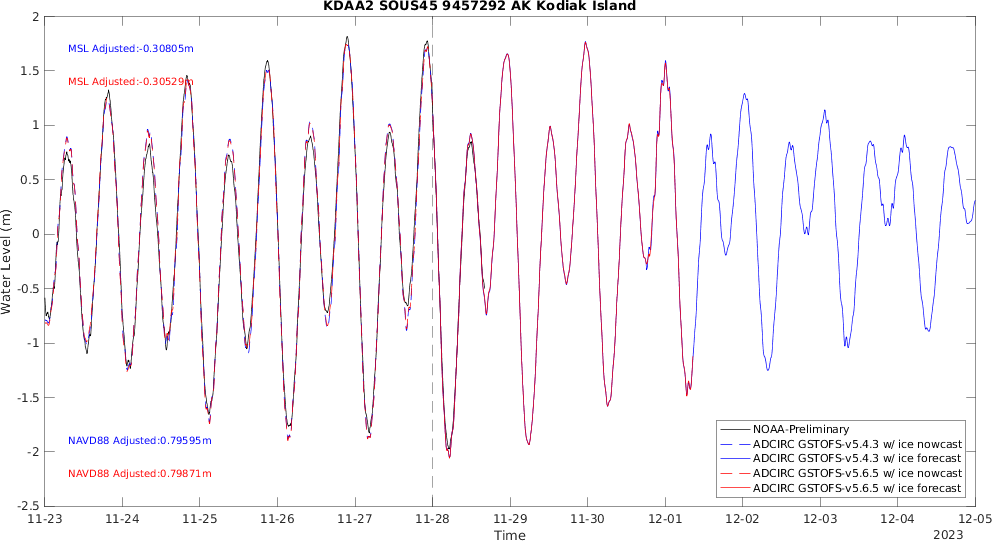 KDAA2 SOUS45 9457292 AK Kodiak Island
2
1.5
1
0.5
0
-0.5
-1
-1.5
-2
-2.5
Water Level (m)
MSL Adjusted:-0.30805m
MSL Adjusted:-0.30529m
NAVD88 Adjusted:0.79595m
NAVD88 Adjusted:0.79871m
NOAA-Preliminary
ADCIRC GSTOFS-v5.4.3 w/ ice nowcast
ADCIRC GSTOFS-v5.4.3 w/ ice forecast
ADCIRC GSTOFS-v5.6.5 w/ ice nowcast
ADCIRC GSTOFS-v5.6.5 w/ ice forecast
11-23 11-24 11-25 11-26 11-27 11-28 11-29 11-30 12-01 12-02 12-03 12-04 12-05
Time
2023